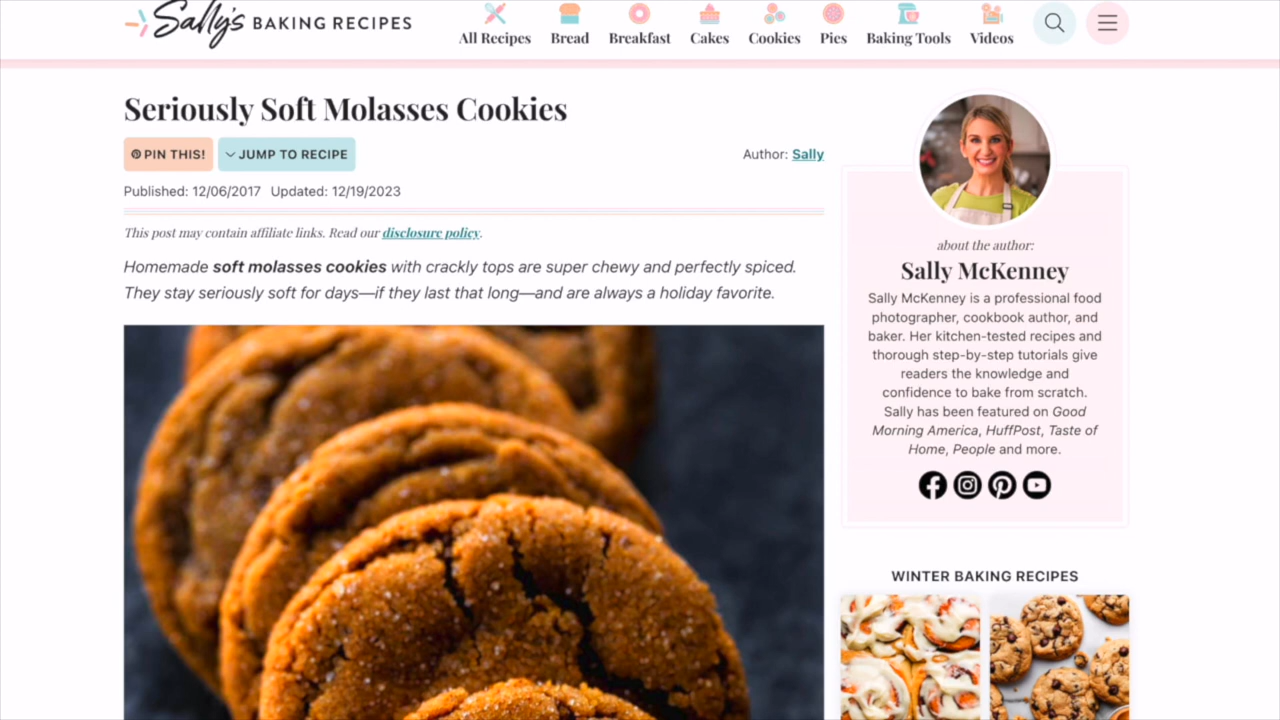 Sally's BAKING RECIPES
All Recipes
Bread
Breakfast
Cakes
Cookies
Pies
Baking Tools
Videos
Seriously Soft Molasses Cookies
PIN THIS!
JUMP TO RECIPE
Author: Sally
Published: 12/06/2017 Updated: 12/19/2023
This post may contain affiliate links. Read our disclosure policy.
Homemade soft molasses cookies with crackly tops are super chewy and perfectly spiced.
They stay seriously soft for days—if they last that long—and are always a holiday favorite.
about the author:
Sally McKenney
Sally McKenney is a professional food
photographer, cookbook author, and
baker. Her kitchen-tested recipes and
thorough step-by-step tutorials give
readers the knowledge and
confidence to bake from scratch.
Sally has been featured on Good
Morning America, HuffPost, Taste of
Home, People and more.
WINTER BAKING RECIPES